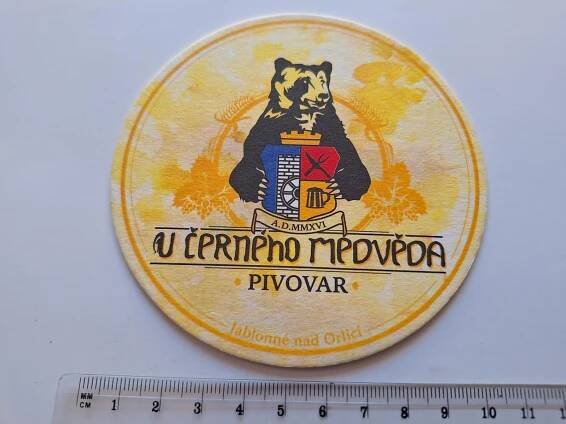 A.D.MMXVI
U ČERNÉHO MEDVĚDA
PIVOVAR
Jablonné nad Orlicí
MM
CM 1 2 3 4 5 6 7 8 9 10 11